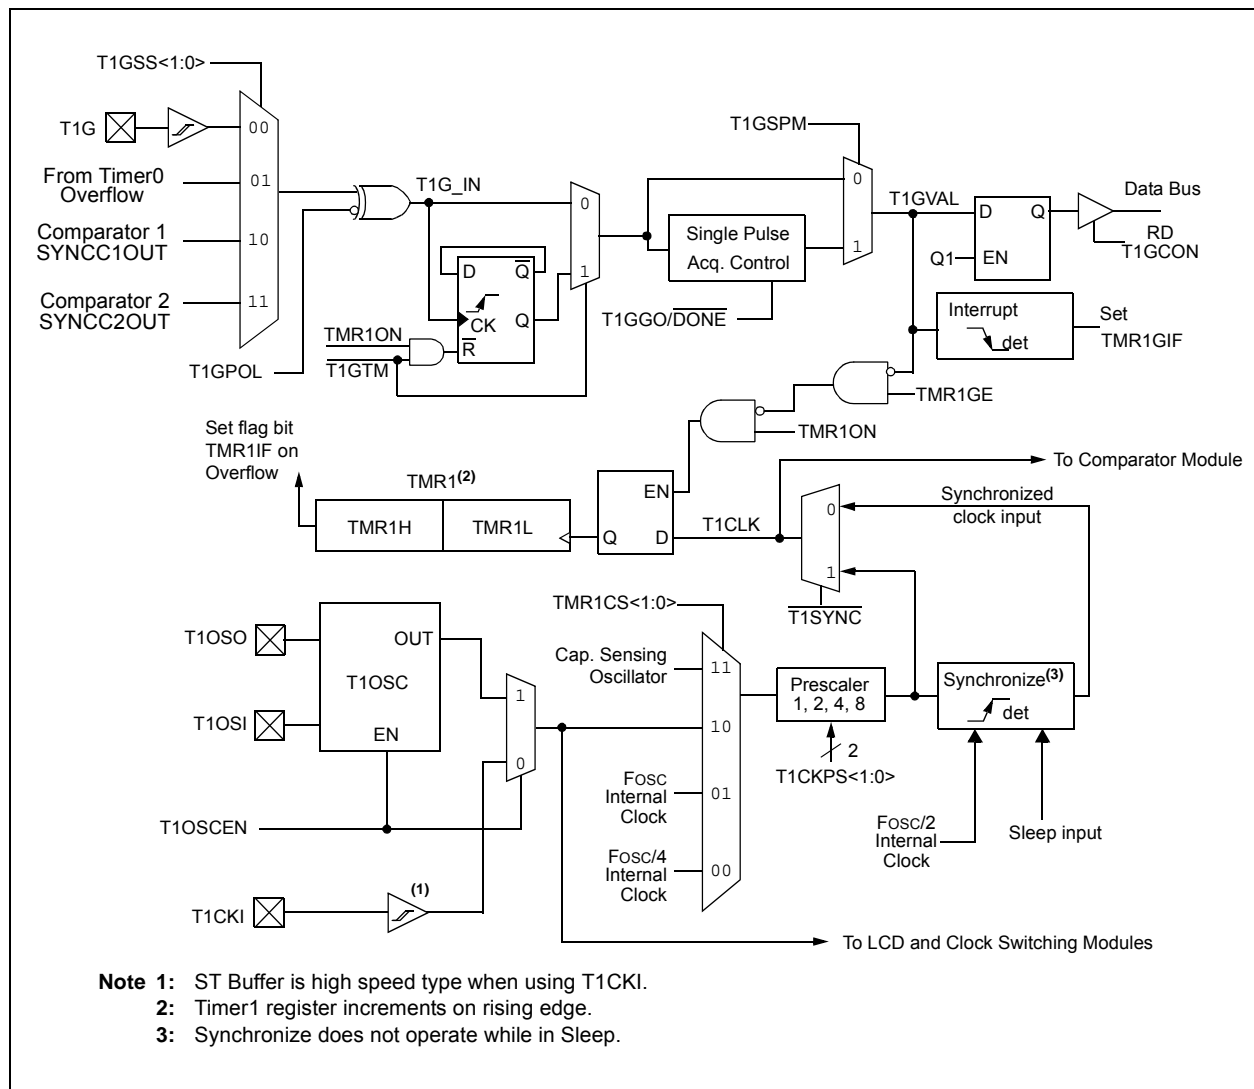 T1GSS<1:0>
T1G
00
From Timer0
Overflow
01
Comparator 1
SYNCC1OUT
10
Comparator 2
SYNCC2OUT
11
T1GPOL
T1G_IN
D
Q
CK
Q
R
TMR1ON
T1GTM
0
1
Single Pulse
Acq. Control
T1GGO/DONE
T1GSPM
0
1
T1GVAL
D
Q
Q1
EN
Data Bus
RD
T1GCON
Interrupt
det
Set
TMR1GIF
TMR1GE
TMR1ON
Set flag bit
TMR1IF on
Overflow
TMR1(2)
TMR1H
TMR1L
EN
Q
D
T1CLK
To Comparator Module
0
1
Synchronized
clock input
T1SYNC
T1OSO
T1OSI
OUT
T1OSC
EN
1
0
T1OSCEN
T1CKI
(1)
TMR1CS<1:0>
Cap. Sensing
Oscillator
11
10
FOSC
Internal
Clock
01
FOSC/4
Internal
Clock
00
Prescaler
1, 2, 4, 8
2
T1CKPS<1:0>
Synchronize(3)
det
FOSC/2
Internal
Clock
Sleep input
To LCD and Clock Switching Modules
Note 1: ST Buffer is high speed type when using T1CKI.
2: Timer1 register increments on rising edge.
3: Synchronize does not operate while in Sleep.